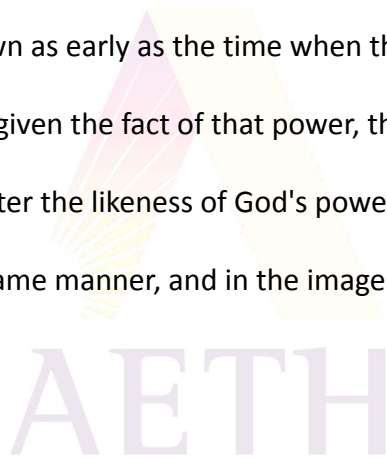 wn as early as the time when th
given the fact of that power, th
ter the likeness of God's powe
ame manner, and in the image
AETH